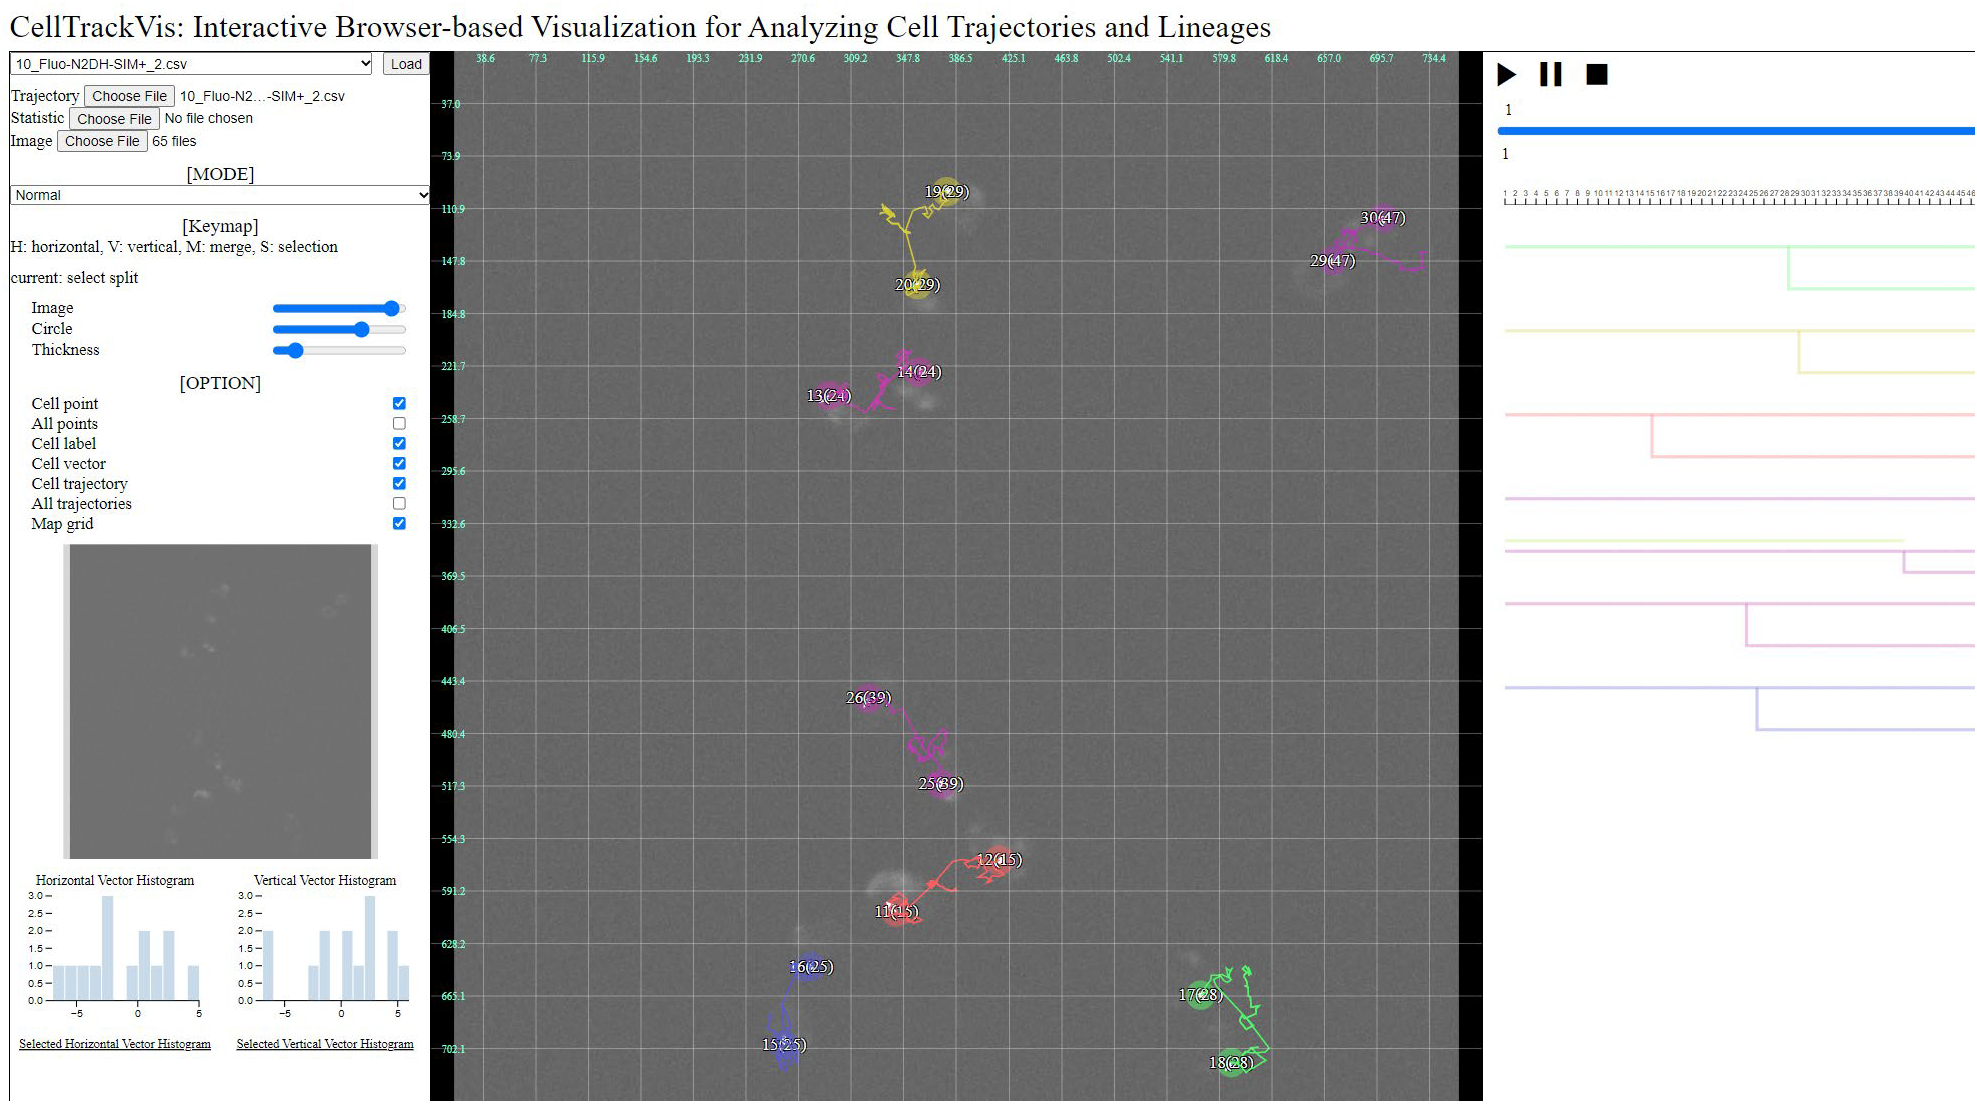 CellTrackVis: Interactive Browser-based Visualization for Analyzing Cell Trajectories and Lineages
10_Fluo-N2DH-SIM+_2.csv Load
Trajectory Choose File 10_Fluo-N2...-SIM+_2.csv
Statistic Choose File No file chosen
Image Choose File 65 files
[MODE]
Normal
[Keymap]
H: horizontal, V: vertical, M: merge, S: selection
current: select split
Image
Circle
Thickness
[OPTION]
Cell point
All points
Cell label
Cell vector
Cell trajectory
All trajectories
Map grid
Horizontal Vector Histogram
3.0
2.5
2.0
1.5
1.0
0.5
0.0
−5 0 5
Vertical Vector Histogram
3.0
2.5
2.0
1.5
1.0
0.5
0.0
−5 0 5
Selected Horizontal Vector Histogram
Selected Vertical Vector Histogram
38.6 77.3 115.9 154.6 193.3 231.9 270.6 309.2 347.8 386.5 425.1 463.8 502.4 541.1 579.8 618.4 657.0 695.7 734.4
37.0
73.9
110.9
147.8
184.8
221.7
258.7
295.6
332.6
369.5
406.5
443.4
480.4
517.3
554.3
591.2
628.2
665.1
702.1
19(29)
30(47)
29(47)
20(29)
14(24)
13(24)
26(39)
25(39)
12(15)
11(15)
16(25)
17(28)
15(25)
18(28)
1
1
1 2 3 4 5 6 7 8 9 10 11 12 13 14 15 16 17 18 19 20 21 22 23 24 25 26 27 28 29 30 31 32 33 34 35 36 37 38 39 40 41 42 43 44 45 46